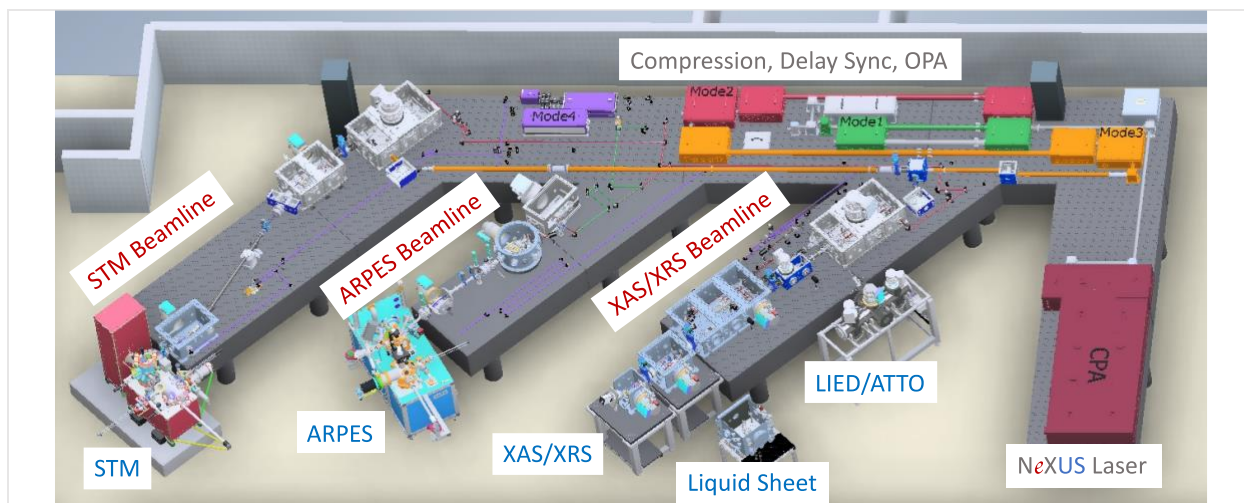 Compression, Delay Sync, OPA
Mode2
Mode4
Mode1
Mode3
STM Beamline
ARPES Beamline
XAS/XRS Beamline
CPA
LIED/ATTO
ARPES
XAS/XRS
STM
Liquid Sheet
NeXUS Laser